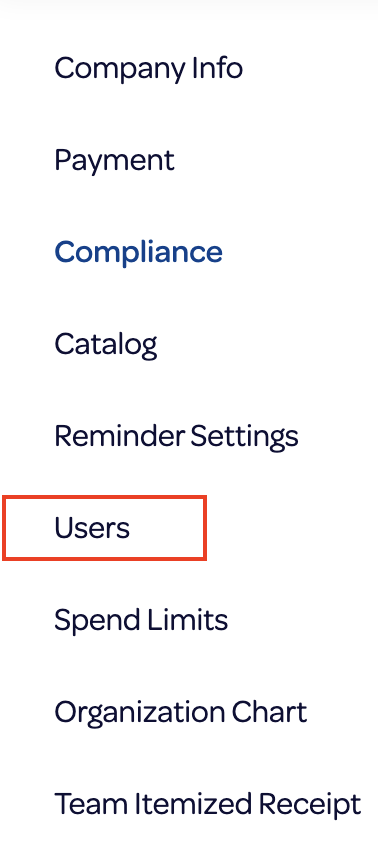 Company Info
Payment
Compliance
Catalog
Reminder Settings
Users
Spend Limits
Organization Chart
Team Itemized Receipt